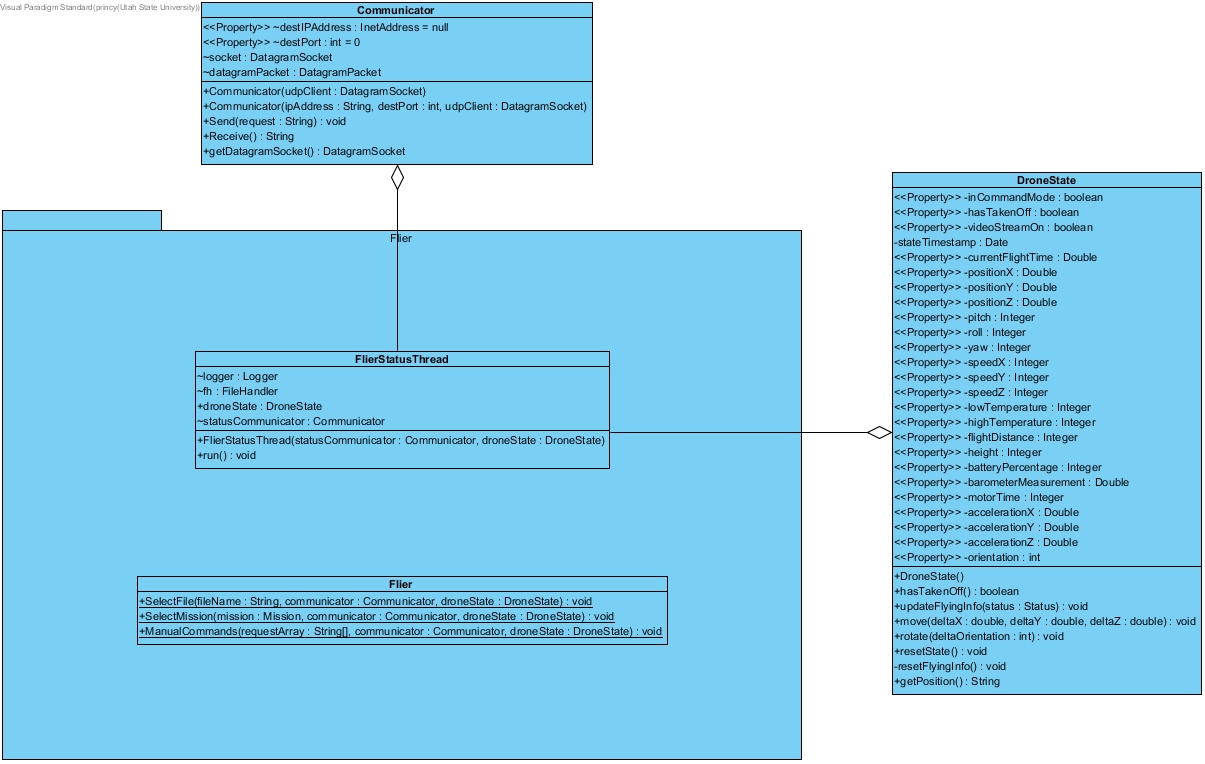 Visual Paradigm Standard(princy(Utah State University))
Communicator
<<Property>> ~destIPAddress : InetAddress = null
<<Property>> ~destPort : int = 0
~socket : DatagramSocket
~datagramPacket : DatagramPacket
+Communicator(udpClient : DatagramSocket)
+Communicator(ipAddress : String, destPort : int, udpClient : DatagramSocket)
+Send(request : String) : void
+Receive() : String
+getDatagramSocket() : DatagramSocket
Flier
FlierStatusThread
~logger : Logger
~fh : FileHandler
+droneState : DroneState
~statusCommunicator : Communicator
+FlierStatusThread(statusCommunicator : Communicator, droneState : DroneState)
+run() : void
Flier
+SelectFile(fileName : String, communicator : Communicator, droneState : DroneState) : void
+SelectMission(mission : Mission, communicator : Communicator, droneState : DroneState) : void
+ManualCommands(requestArray : String[], communicator : Communicator, droneState : DroneState) : void
DroneState
<<Property>> -inCommandMode : boolean
<<Property>> -hasTakenOff : boolean
<<Property>> -videoStreamOn : boolean
-stateTimestamp : Date
<<Property>> -currentFlightTime : Double
<<Property>> -positionX : Double
<<Property>> -positionY : Double
<<Property>> -positionZ : Double
<<Property>> -pitch : Integer
<<Property>> -roll : Integer
<<Property>> -yaw : Integer
<<Property>> -speedX : Integer
<<Property>> -speedY : Integer
<<Property>> -speedZ : Integer
<<Property>> -lowTemperature : Integer
<<Property>> -highTemperature : Integer
<<Property>> -flightDistance : Integer
<<Property>> -height : Integer
<<Property>> -batteryPercentage : Integer
<<Property>> -barometerMeasurement : Double
<<Property>> -motorTime : Integer
<<Property>> -accelerationX : Double
<<Property>> -accelerationY : Double
<<Property>> -accelerationZ : Double
<<Property>> -orientation : int
+DroneState()
+hasTakenOff() : boolean
+updateFlyingInfo(status : Status) : void
+move(deltaX : double, deltaY : double, deltaZ : double) : void
+rotate(deltaOrientation : int) : void
+resetState() : void
-resetFlyingInfo() : void
+getPosition() : String